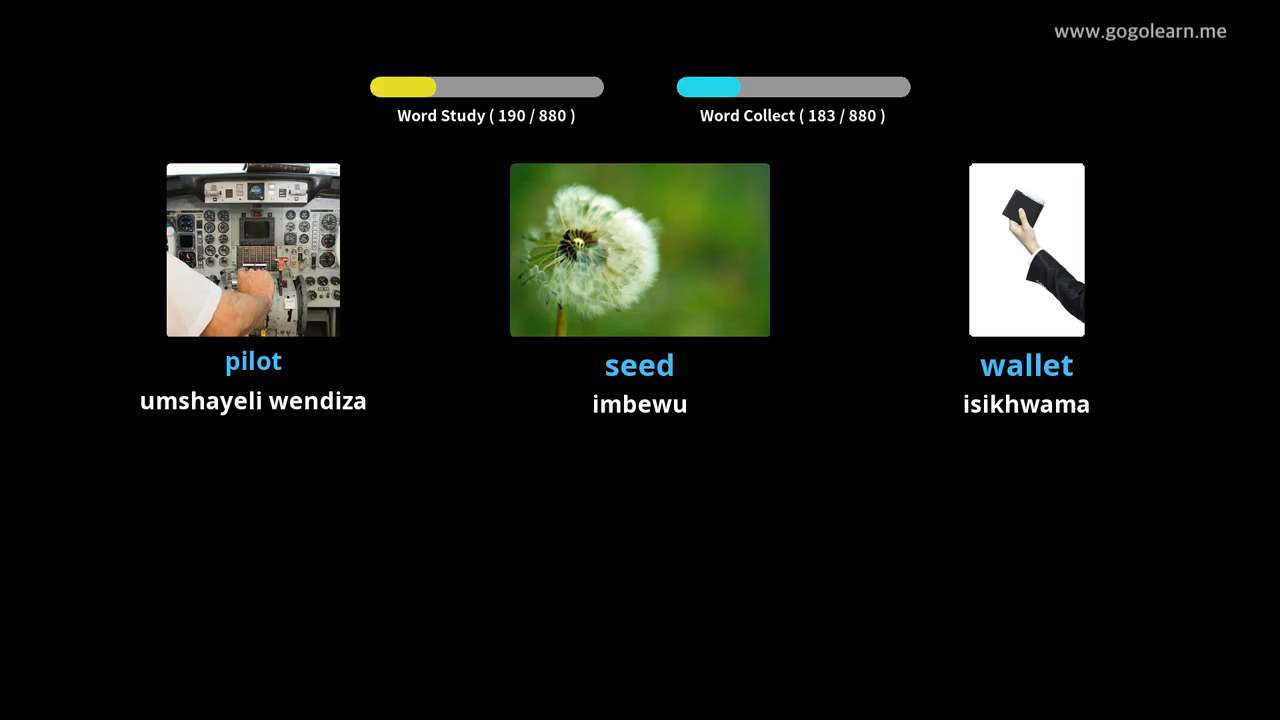 www.gogolearn.me
Word Study ( 190 / 880 )
Word Collect ( 183 / 880 )
pilot
umshayeli wendiza
seed
imbewu
wallet
isikhwama